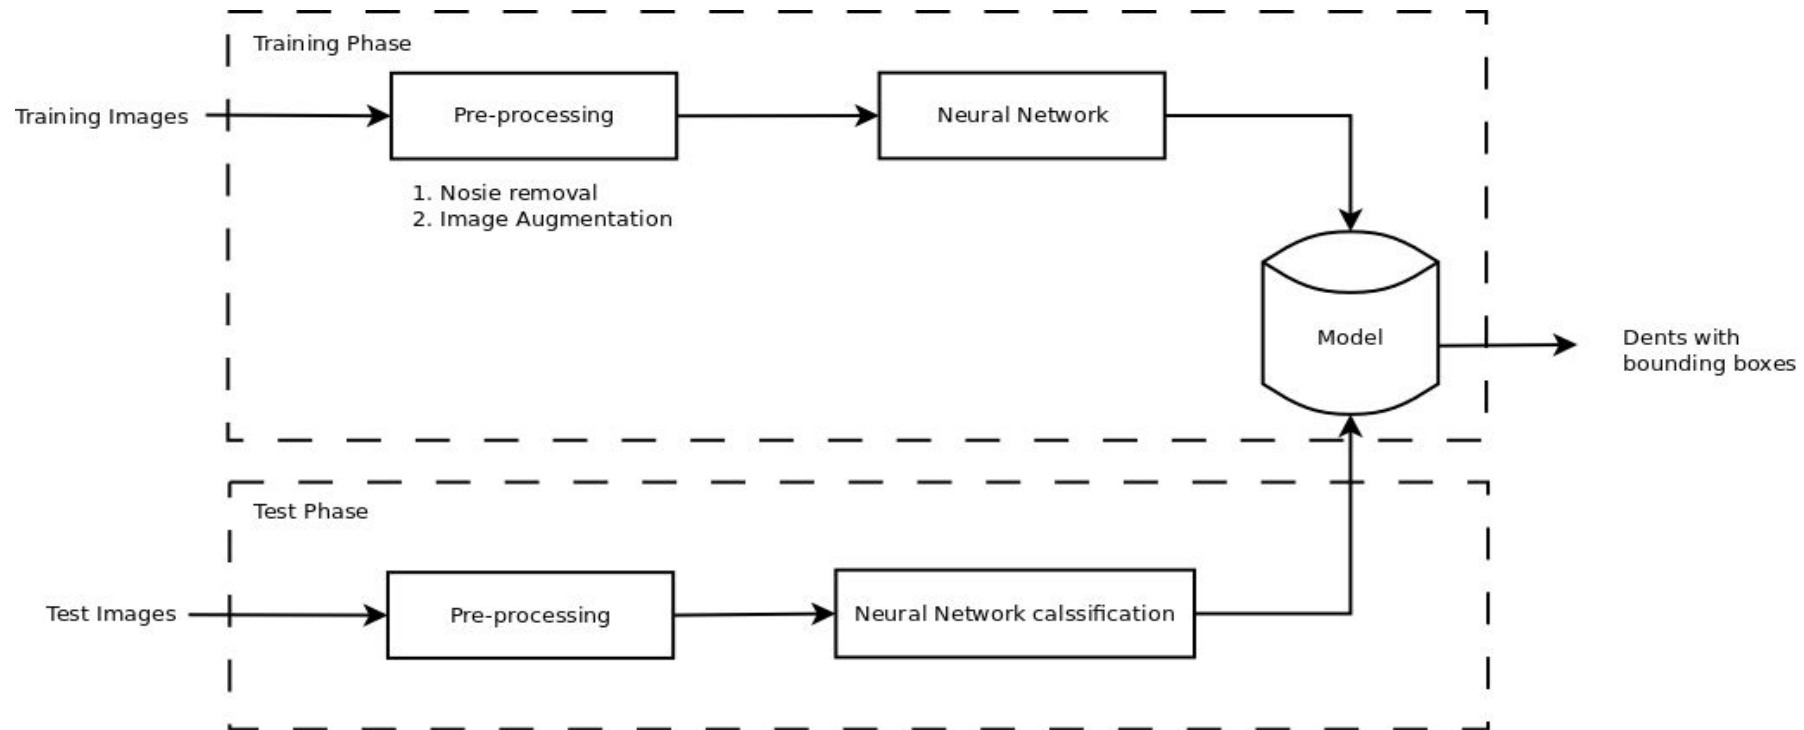 Training Phase
Training Images
Pre-processing
Neural Network
1. Nosie removal
2. Image Augmentation
Model
Dents with
bounding boxes
Test Phase
Test Images
Pre-processing
Neural Network calssification